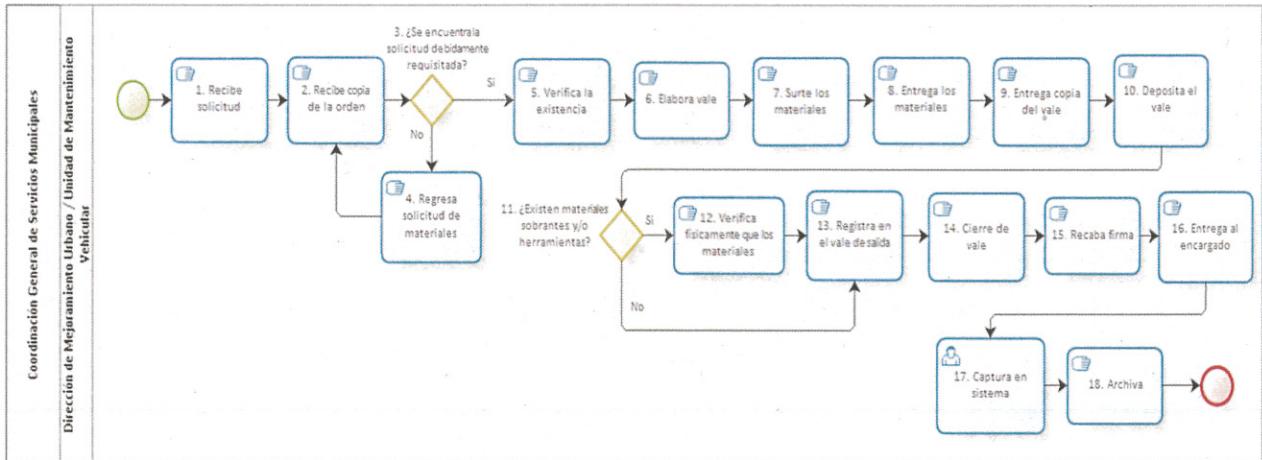 Coordinación General de Servicios Municipales
Dirección de Mejoramiento Urbano / Unidad de Mantenimiento
Vehicular
1. Recibe
solicitud
2. Recibe copia
de la orden
3. ¿Se encuentra la
solicitud debidamente
requisitada?
Si
No
4. Regresa
solicitud de
materiales
5. Verifica la
existencia
6. Elabora vale
7. Surte los
materiales
8. Entrega los
materiales
9. Entrega copia
del vale
10. Deposita el
vale
11. ¿Existen materiales
sobrantes y/o
herramientas?
Si
No
12. Verifica
físicamente que los
materiales
13. Registra en
el vale de salida
14. Cierre de
vale
15. Recaba firma
16. Entrega al
encargado
17. Captura en
sistema
18. Archiva